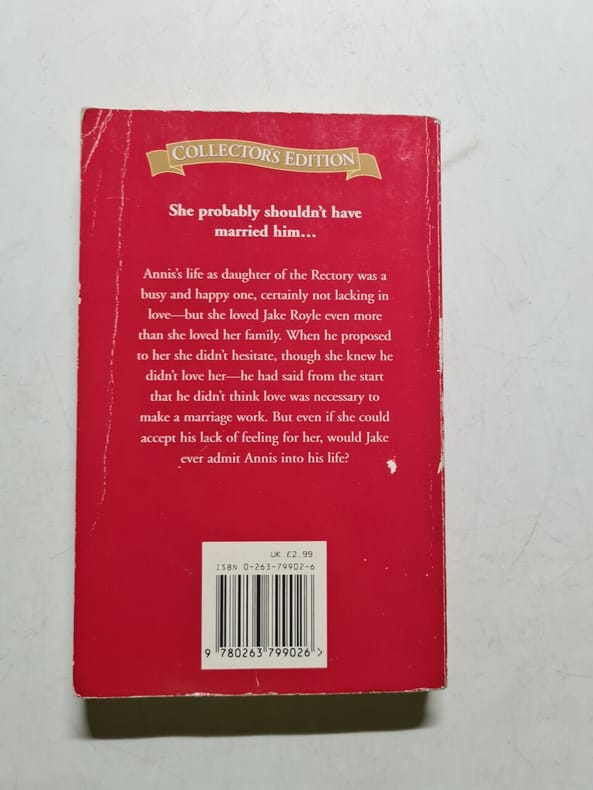 COLLECTOR'S EDITION
She probably shouldn't have
married him...
Annis's life as daughter of the Rectory was a
busy and happy one, certainly not lacking in
love—but she loved Jake Royle even more
than she loved her family. When he proposed
to her she didn't hesitate, though she knew he
didn't love her—he had said from the start
that he didn't think love was necessary to
make a marriage work. But even if she could
accept his lack of feeling for her, would Jake
ever admit Annis into his life?
UK £2.99
ISBN 0-263-79902-6
9 780263 799026 >